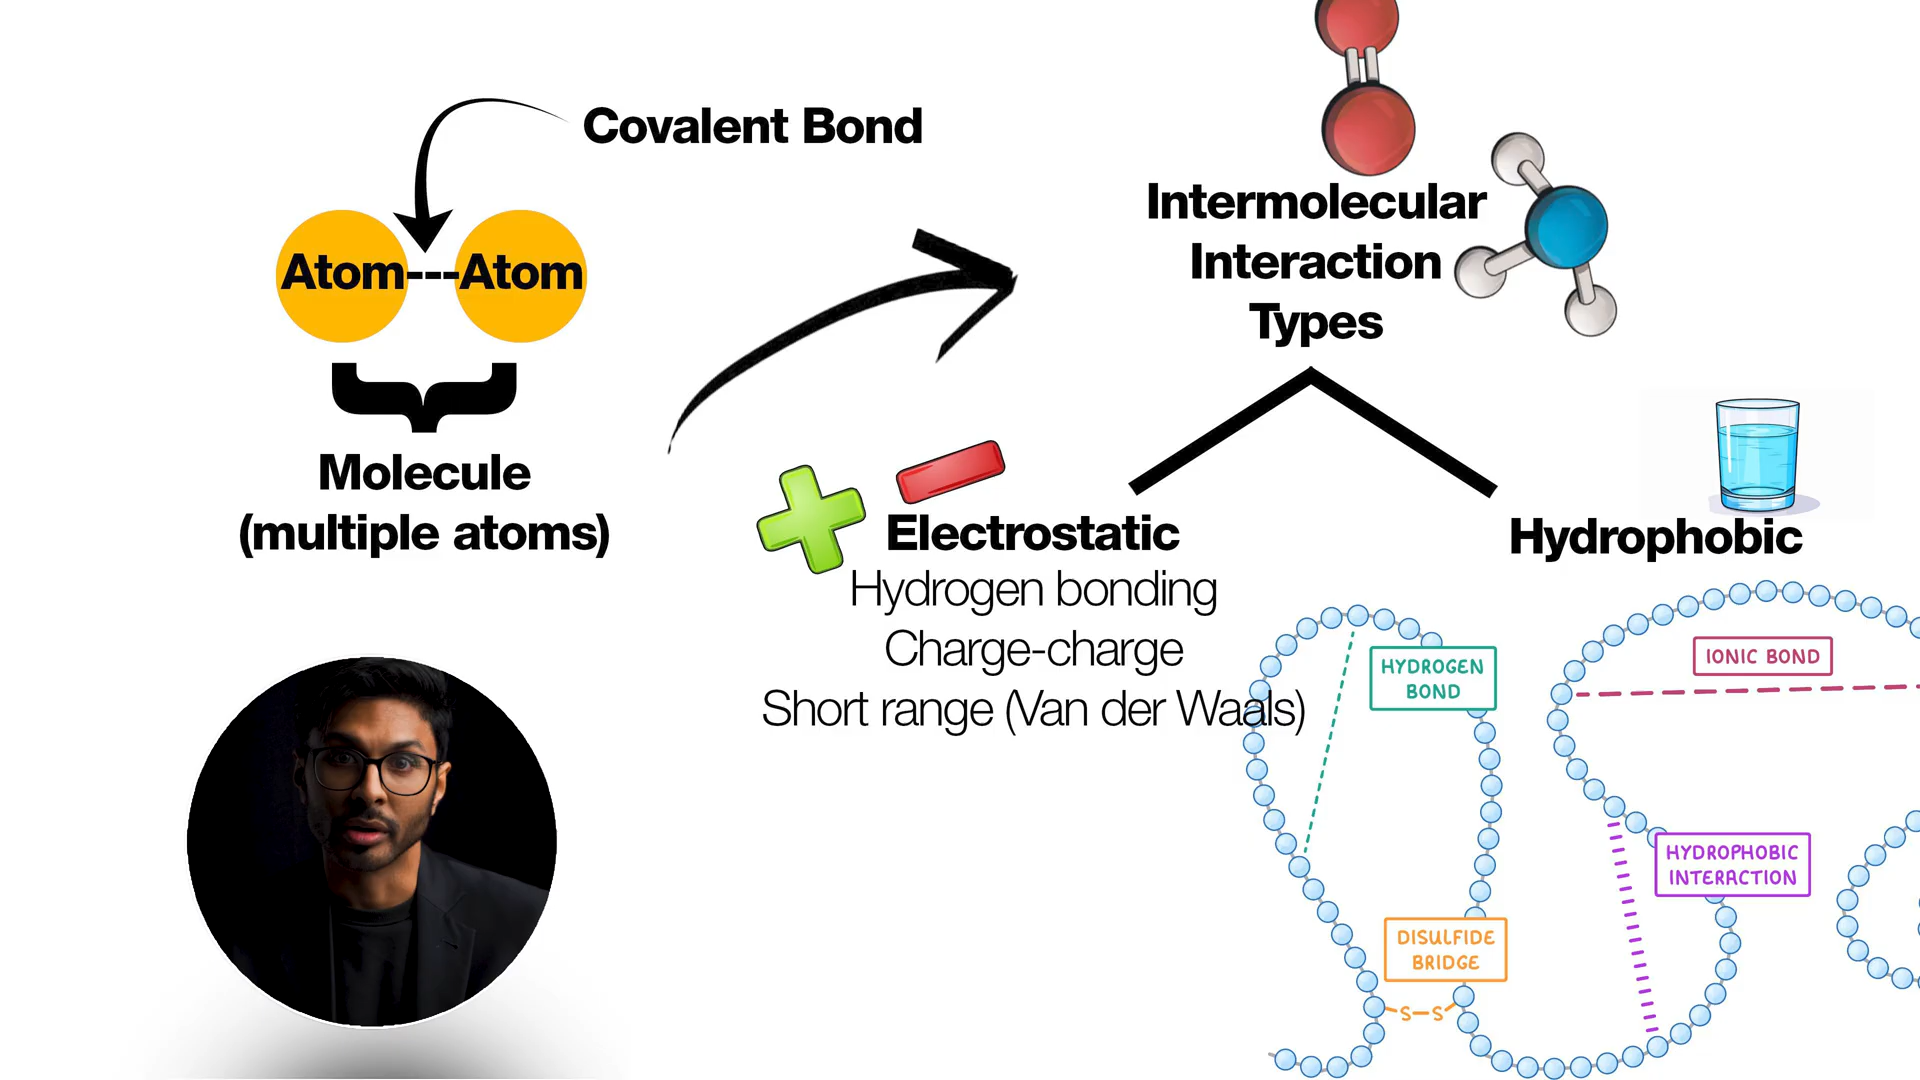 Covalent Bond
Atom---Atom
Molecule
(multiple atoms)
Intermolecular
Interaction
Types
Electrostatic
Hydrogen bonding
Charge-charge
Short range (Van der Waals)
Hydrophobic
HYDROGEN
BOND
IONIC BOND
HYDROPHOBIC
INTERACTION
DISULFIDE
BRIDGE
S-S